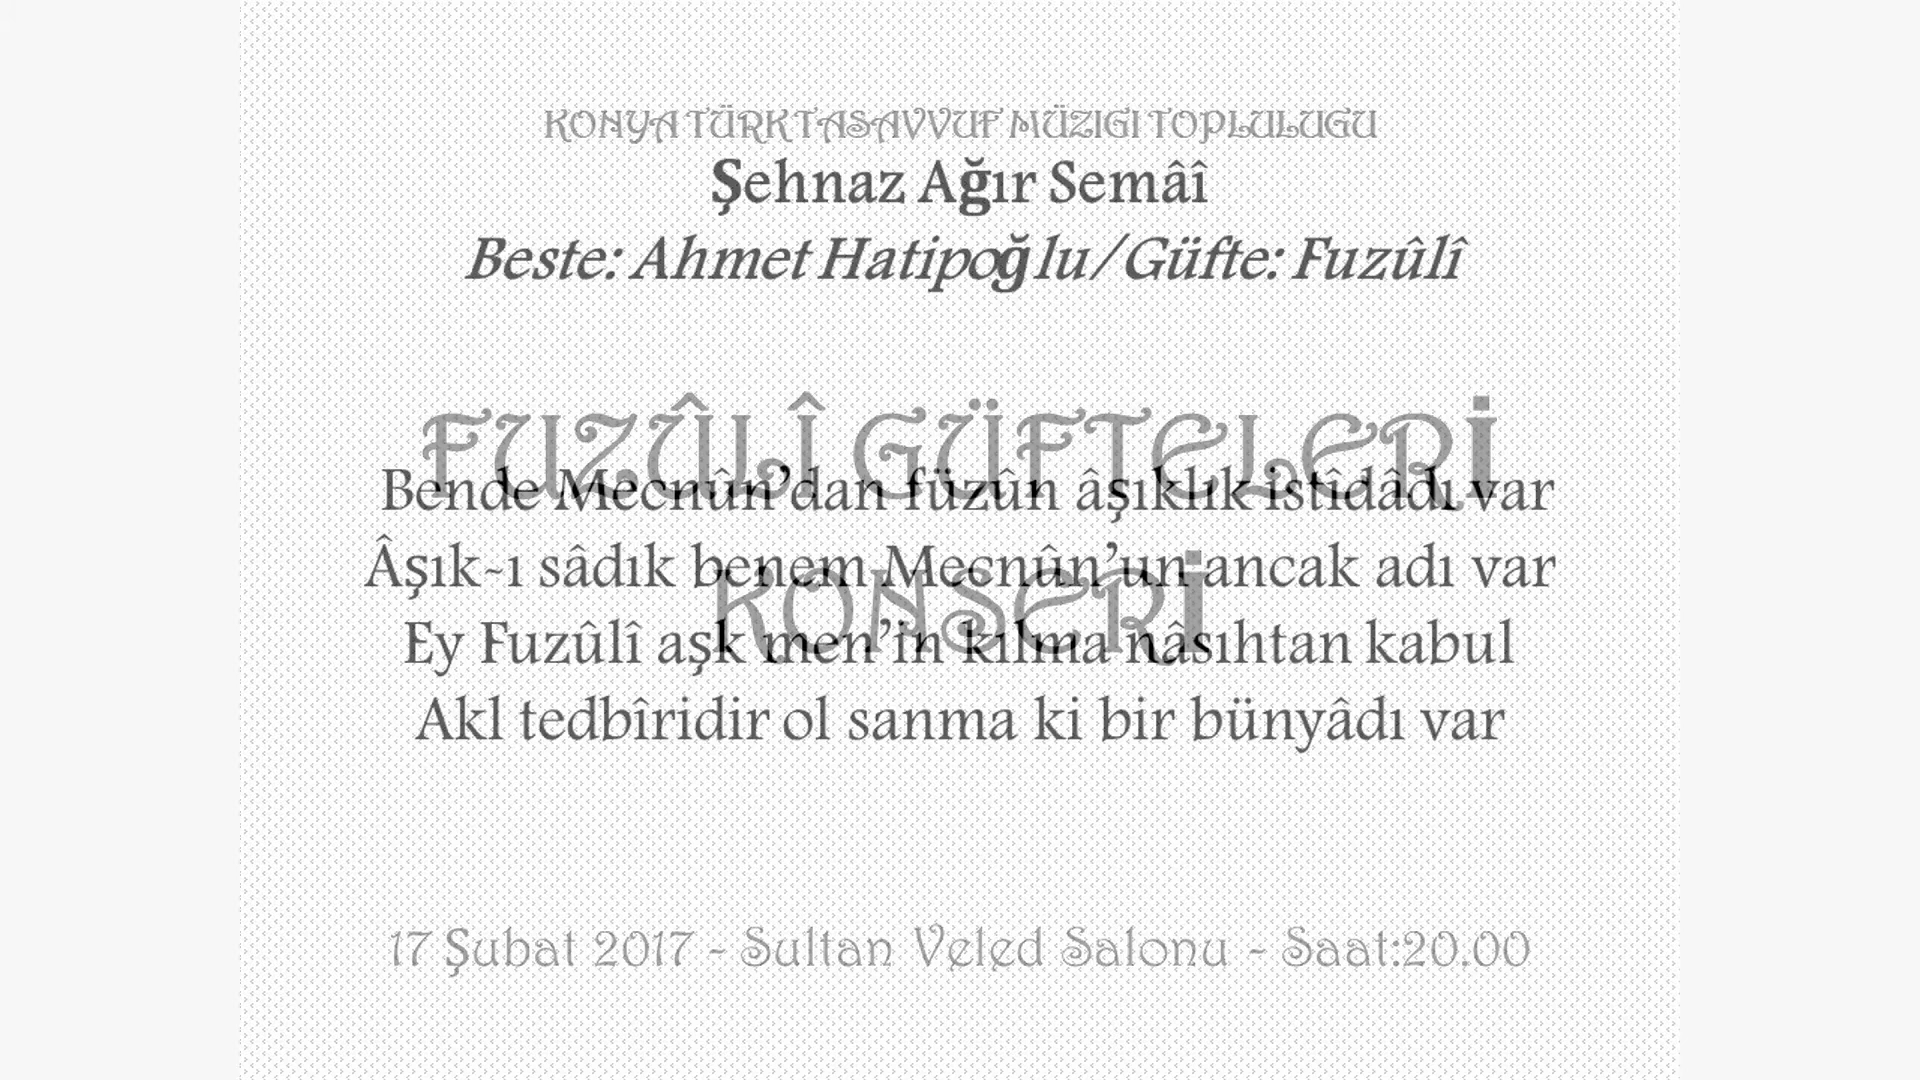 KONYA TÜRK TASAVVUF MÜZIGI TOPLULUGU
Şehnaz Ağır Semâî
Beste: Ahmet Hatipoğlu/Güfte: Fuzûlî
FUZÛLÎ GÜFTELERİ
Bende Mecnûn’dan füzûn âşıklık istîdâdı var
Âşık-ı sâdık benem Mecnûn’un ancak adı var
KONSERİ
Ey Fuzûlî aşk men’in kılma nâsıhtan kabul
Akl tedbîridir ol sanma ki bir bünyâdı var
17 Şubat 2017 - Sultan Veled Salonu - Saat:20.00